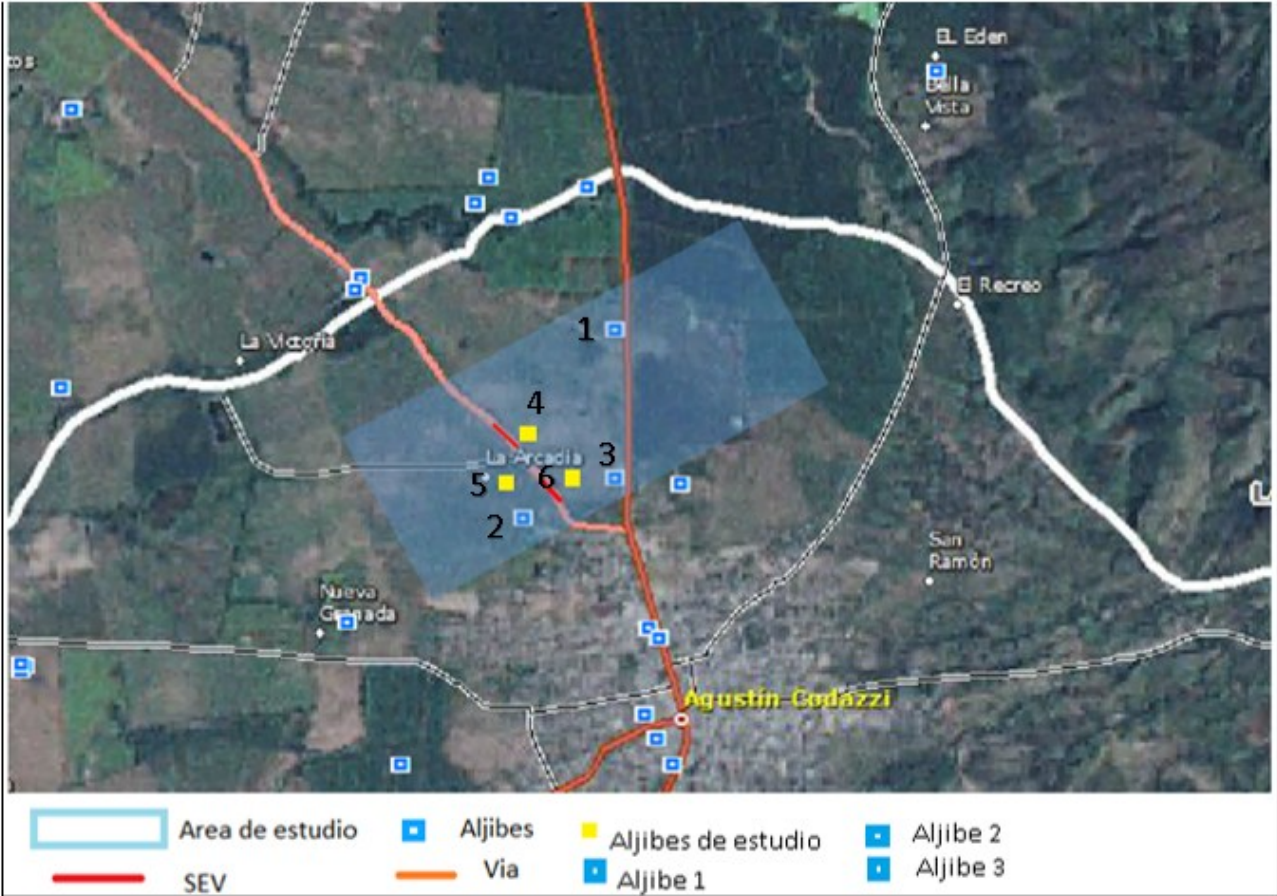 os
EL Eden
Bella
Vista
El Recreo
La Victoria
1
4
La Arcadia
3
5
6
2
San
Ramón
Nueva
Granada
Agustín Codazzi
Area de estudio
Aljibes
Aljibes de estudio
Aljibe 2
SEV
Via
Aljibe 1
Aljibe 3